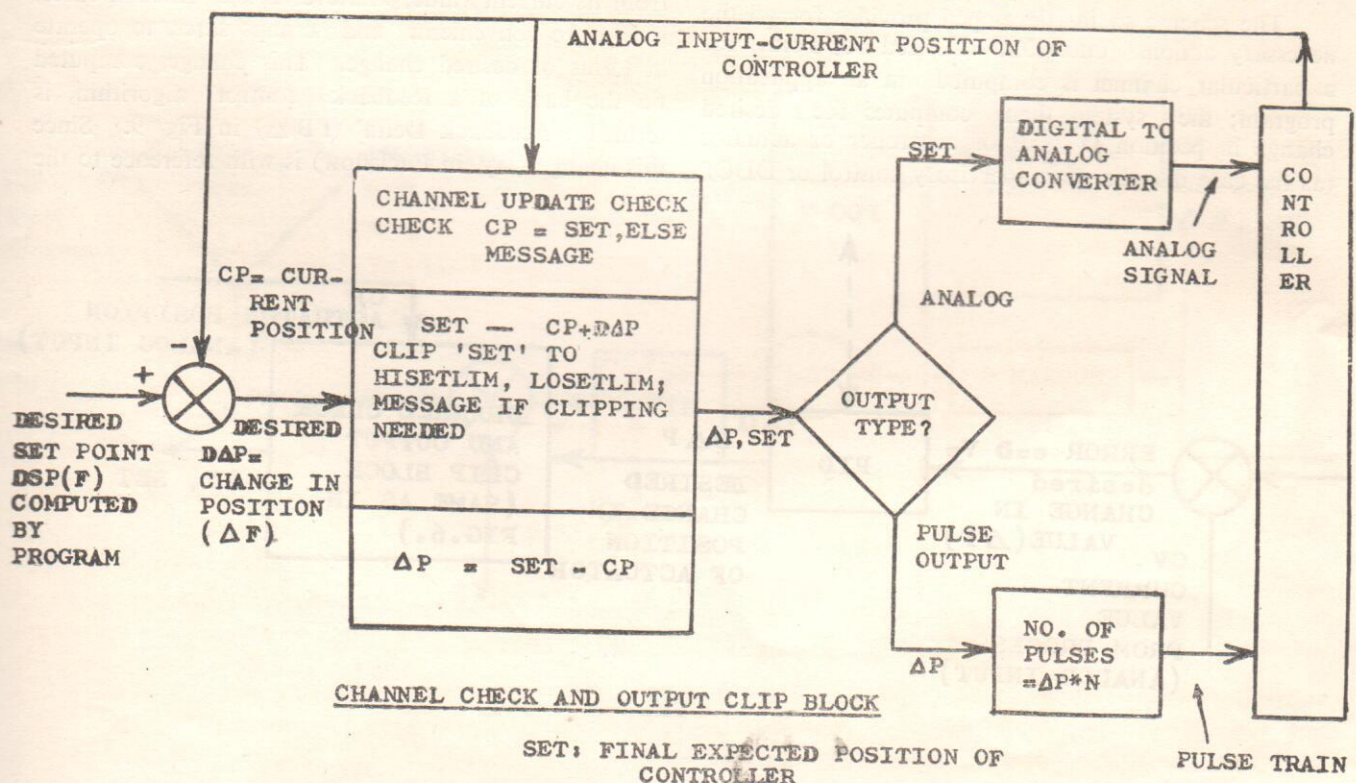 ANALOG INPUT-CURRENT POSITION OF
CONTROLLER
DIGITAL TO
ANALOG
CONVERTER
SET
CO
NT
RO
LL
ER
CHANNEL UPDATE CHECK
CHECK CP = SET,ELSE
MESSAGE
ANALOG
SIGNAL
CP= CUR-
RENT
POSITION
-
ANALOG
SET — CP+DΔP
CLIP 'SET' TO
HISETLIM, LOSETLIM;
MESSAGE IF CLIPPING
NEEDED
+
OUTPUT
TYPE?
ΔP,SET
DESIRED
SET POINT
DSP(F)
COMPUTED
BY
PROGRAM
DESIRED
DΔP=
CHANGE IN
POSITION
(ΔF)
PULSE
OUTPUT
ΔP = SET - CP
NO. OF
PULSES
=ΔP*N
ΔP
CHANNEL CHECK AND OUTPUT CLIP BLOCK
SET: FINAL EXPECTED POSITION OF
CONTROLLER
PULSE TRAIN